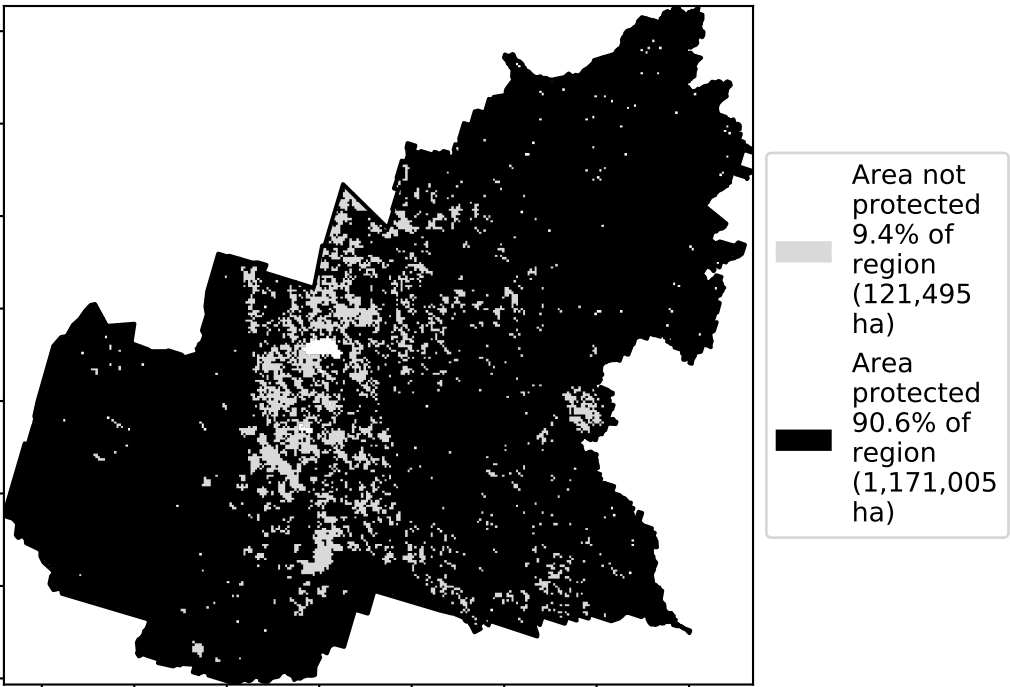 Area not
protected
9.4% of
region
(121,495
ha)
Area
protected
90.6% of
region
(1,171,005
ha)